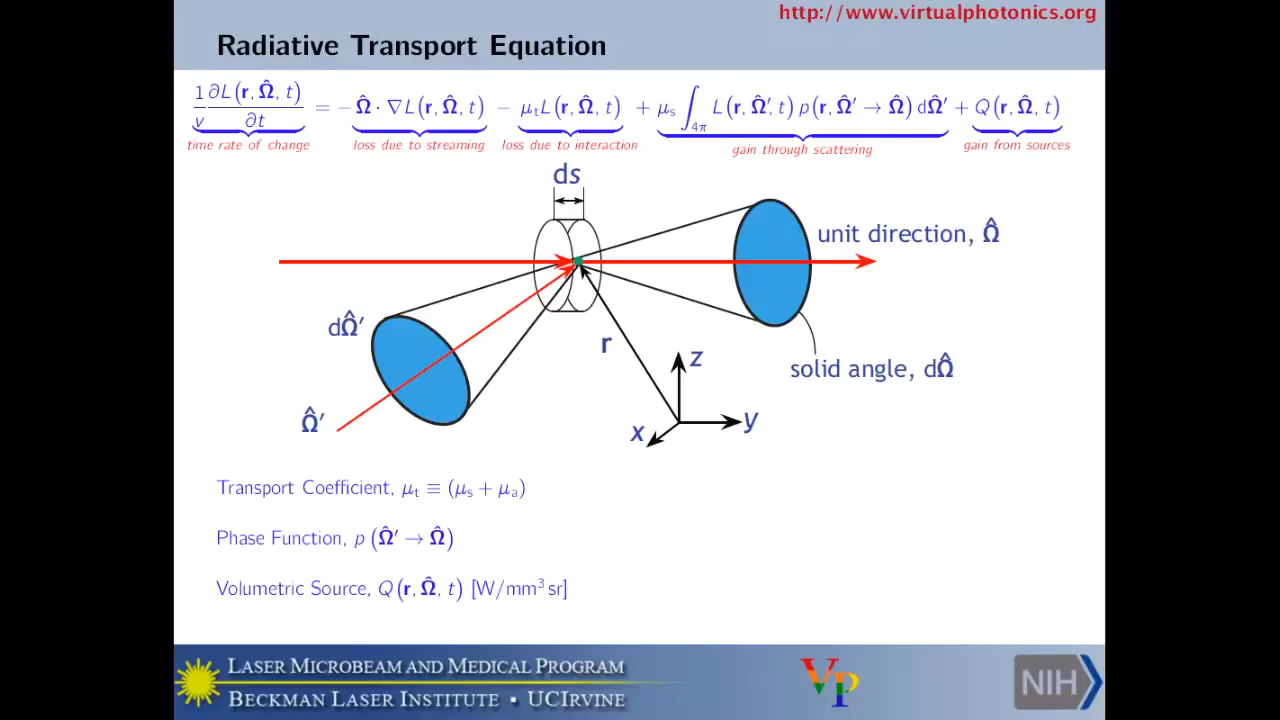 http://www.virtualphotonics.org
Radiative Transport Equation
1/v ∂L(r, Ω̂, t)/∂t = −Ω̂ · ∇L(r, Ω̂, t) − μt L(r, Ω̂, t) + μs ∫4π L(r, Ω̂′, t) p(r, Ω̂′ → Ω̂) dΩ̂′ + Q(r, Ω̂, t)
time rate of change loss due to streaming loss due to interaction gain through scattering gain from sources
ds
unit direction, Ω̂
dΩ̂′
r
z
solid angle, dΩ̂
Ω̂′
x
y
Transport Coefficient, μt ≡ (μs + μa)
Phase Function, p (Ω̂′ → Ω̂)
Volumetric Source, Q(r, Ω̂, t) [W/mm³ sr]
LASER MICROBEAM AND MEDICAL PROGRAM
BECKMAN LASER INSTITUTE ▪ UCIRVINE
VP
NIH